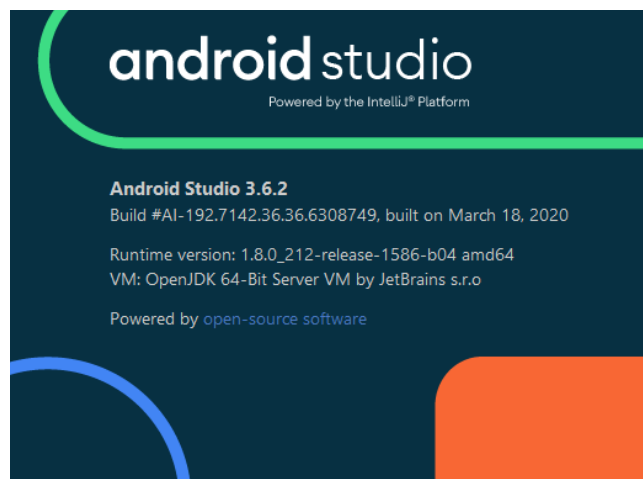 android studio
Powered by the IntelliJ® Platform
Android Studio 3.6.2
Build #AI-192.7142.36.36.6308749, built on March 18, 2020
Runtime version: 1.8.0_212-release-1586-b04 amd64
VM: OpenJDK 64-Bit Server VM by JetBrains s.r.o
Powered by open-source software